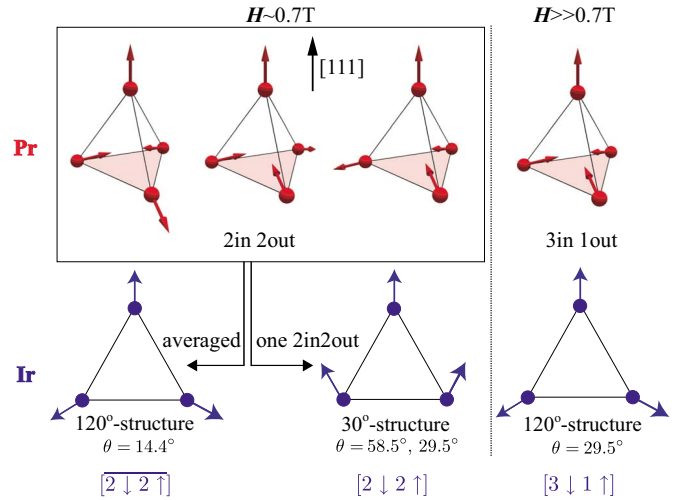 H~0.7T
H>>0.7T
[111]
Pr
2in 2out
3in 1out
averaged
one 2in2out
Ir
120°-structure
θ = 14.4°
30°-structure
θ = 58.5°, 29.5°
120°-structure
θ = 29.5°
[2 ↓ 2 ↑]
[2 ↓ 2 ↑]
[3 ↓ 1 ↑]